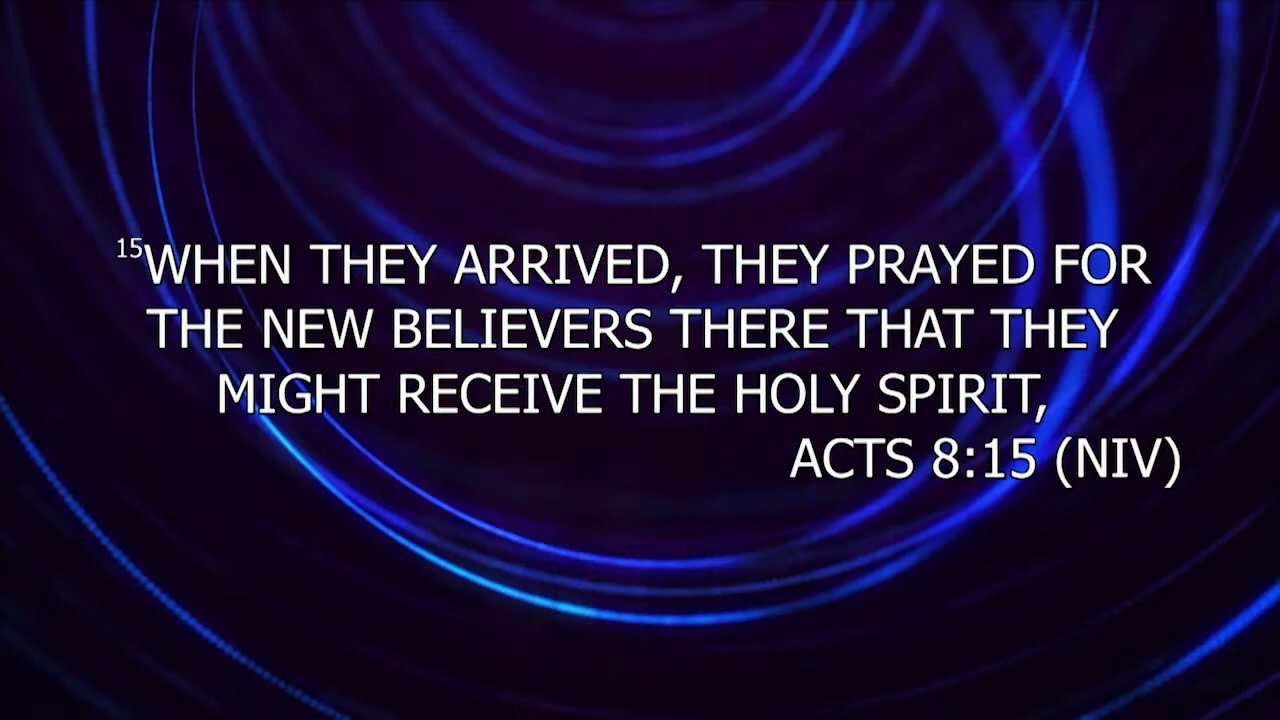 ¹⁵WHEN THEY ARRIVED, THEY PRAYED FOR
THE NEW BELIEVERS THERE THAT THEY
MIGHT RECEIVE THE HOLY SPIRIT,
ACTS 8:15 (NIV)